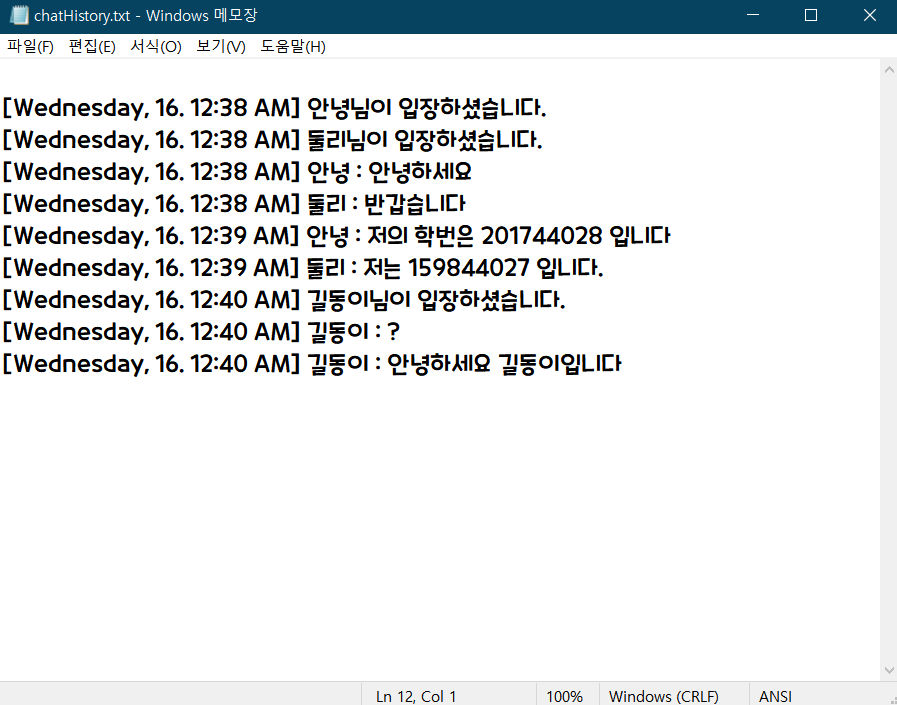 chatHistory.txt - Windows 메모장
파일(F) 편집(E) 서식(O) 보기(V) 도움말(H)
[Wednesday, 16. 12:38 AM] 안녕님이 입장하셨습니다.
[Wednesday, 16. 12:38 AM] 둘리님이 입장하셨습니다.
[Wednesday, 16. 12:38 AM] 안녕 : 안녕하세요
[Wednesday, 16. 12:38 AM] 둘리 : 반갑습니다
[Wednesday, 16. 12:39 AM] 안녕 : 저의 학번은 201744028 입니다
[Wednesday, 16. 12:39 AM] 둘리 : 저는 159844027 입니다.
[Wednesday, 16. 12:40 AM] 길동이님이 입장하셨습니다.
[Wednesday, 16. 12:40 AM] 길동이 : ?
[Wednesday, 16. 12:40 AM] 길동이 : 안녕하세요 길동이입니다
Ln 12, Col 1 100% Windows (CRLF) ANSI